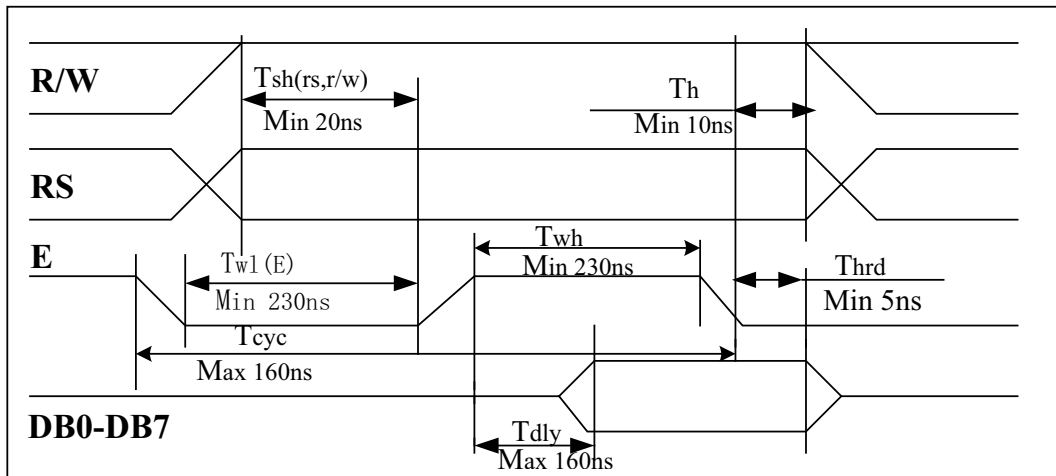 R/W
Tsh(rs,r/w)
Min 20ns
Th
Min 10ns
RS
E
Twl(E)
Min 230ns
Twh
Min 230ns
Thrd
Min 5ns
Tcyc
Max 160ns
DB0-DB7
Tdly
Max 160ns